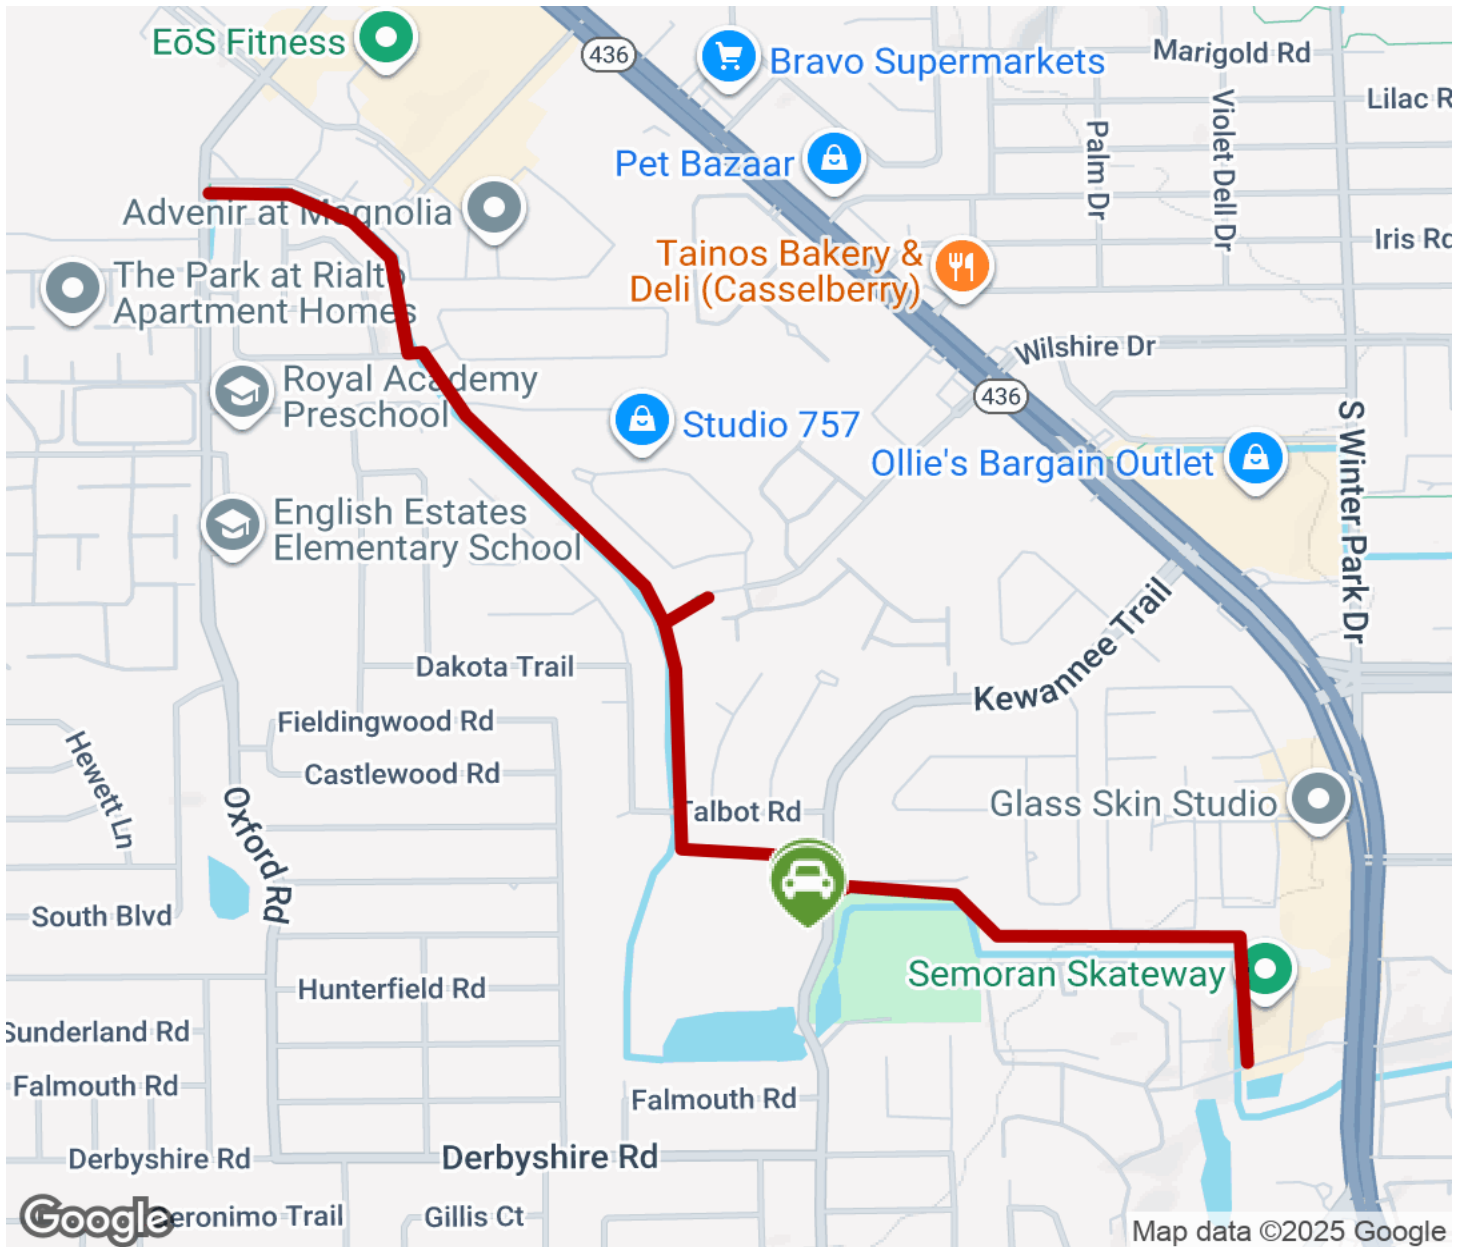 EōS Fitness
436
Bravo Supermarkets
Marigold Rd
Lilac R
Violet Dell Dr
Palm Dr
Pet Bazaar
Advenir at Magnolia
Iris Rd
Tainos Bakery &
Deli (Casselberry)
The Park at Rialto
Apartment Homes
Wilshire Dr
Royal Academy
Preschool
436
S Winter Park Dr
Studio 757
Ollie's Bargain Outlet
English Estates
Elementary School
Kewannee Trail
Dakota Trail
Fieldingwood Rd
Hewett Ln
Castlewood Rd
Oxford Rd
Talbot Rd
Glass Skin Studio
South Blvd
Semoran Skateway
Hunterfield Rd
Sunderland Rd
Falmouth Rd
Falmouth Rd
Derbyshire Rd
Derbyshire Rd
Google
eronimo Trail
Gillis Ct
Map data ©2025 Google